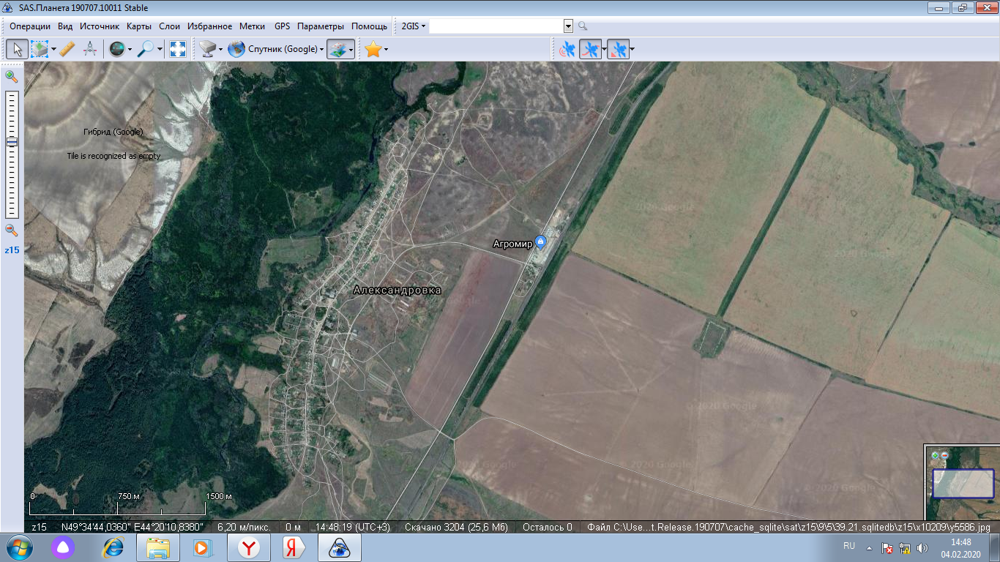 SAS.Планета 190707.10011 Stable
Операции Вид Источник Карты Слои Избранное Метки GPS Параметры Помощь 2GIS
Спутник (Google)
Гибрид (Google)
Tile is recognized as empty
z15
© 2020 Google
Агромир
© 2020 Google
Александровка
Google
© 2020 Google
Google
© 2020 Google
© 2020 Google
0 750 м 1500 м
z15 N49°34'44,0360" E44°20'10,8380" 6,20 м/пикс. 0 м 14:48:19 (UTC+3) Скачано 3204 (25,6 Мб) Осталось 0 Файл C:\Use...t.Release.190707\cache_sqlite\sat\z15\9\5\39.21.sqlitedb\z15\x10209\y5586.jpg
RU
14:48
04.02.2020